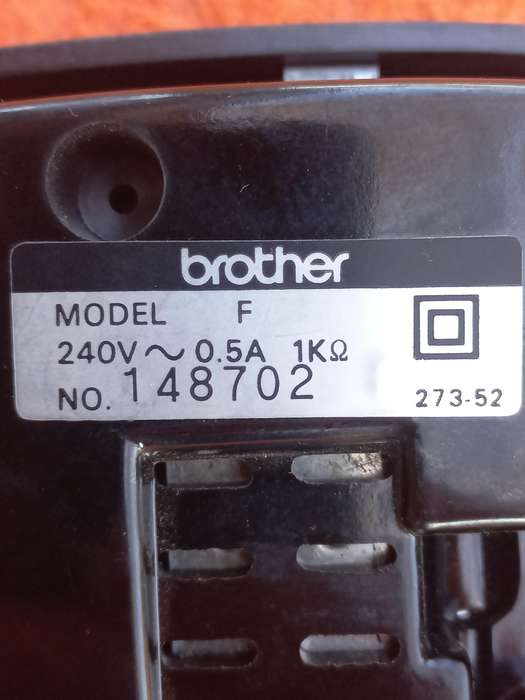 brother
MODEL F
240V ~ 0.5A 1KΩ
NO. 148702
273-52